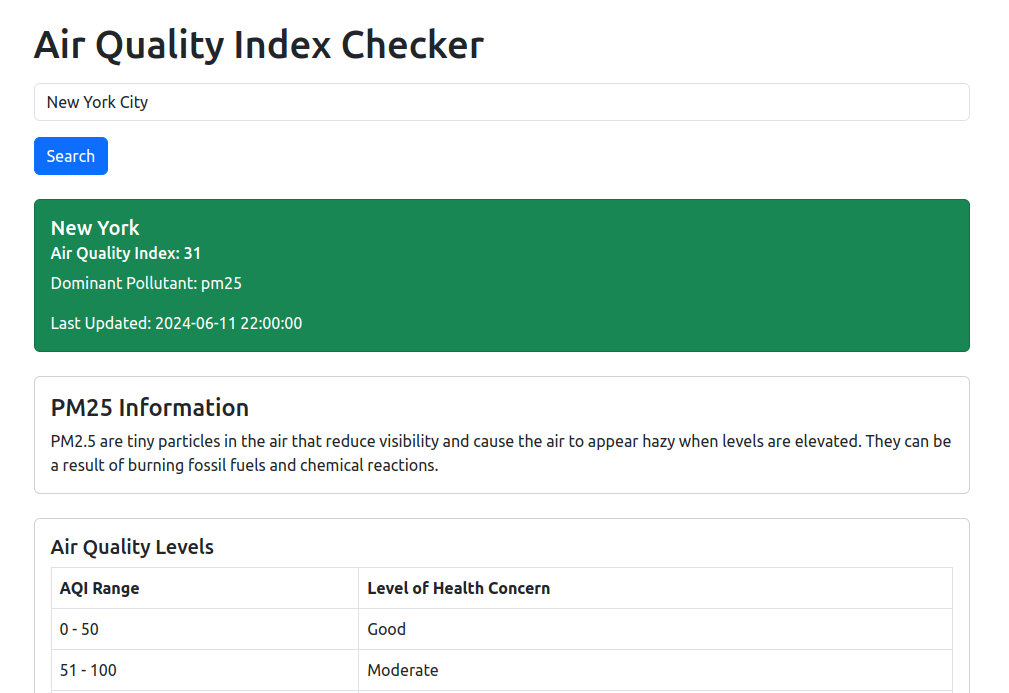 Air Quality Index Checker
New York City
Search
New York
Air Quality Index: 31
Dominant Pollutant: pm25
Last Updated: 2024-06-11 22:00:00
PM25 Information
PM2.5 are tiny particles in the air that reduce visibility and cause the air to appear hazy when levels are elevated. They can be
a result of burning fossil fuels and chemical reactions.
Air Quality Levels
AQI Range Level of Health Concern
0 - 50 Good
51 - 100 Moderate